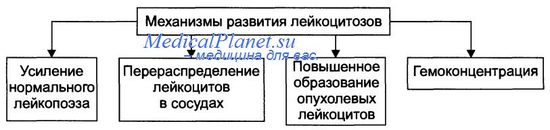 Механизмы развития лейкоцитозов
MedicalPlanet.su
– медицина для вас.
Усиление
нормального
лейкопоэза
Перераспределение
лейкоцитов
в сосудах
Повышенное
образование
опухолевых
лейкоцитов
Гемоконцентрация